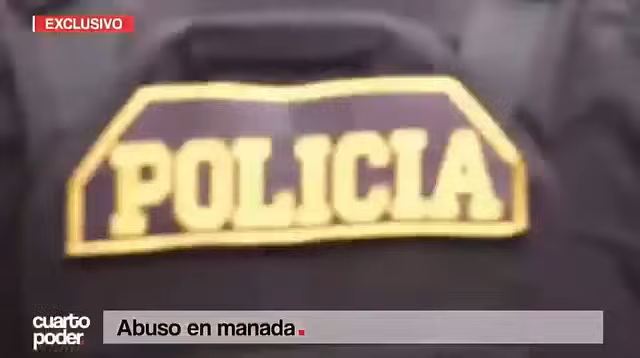 EXCLUSIVO
POLICIA
cuarto
poder
Abuso en manada.